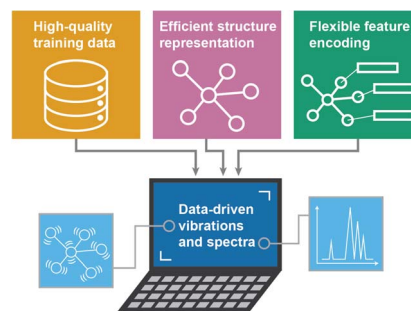 High-quality
training data
Efficient structure
representation
Flexible feature
encoding
Data-driven
vibrations
and spectra